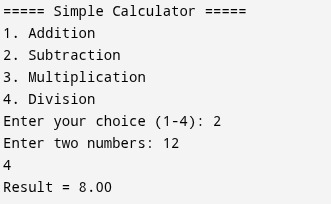 ===== Simple Calculator =====
1. Addition
2. Subtraction
3. Multiplication
4. Division
Enter your choice (1-4): 2
Enter two numbers: 12
4
Result = 8.00